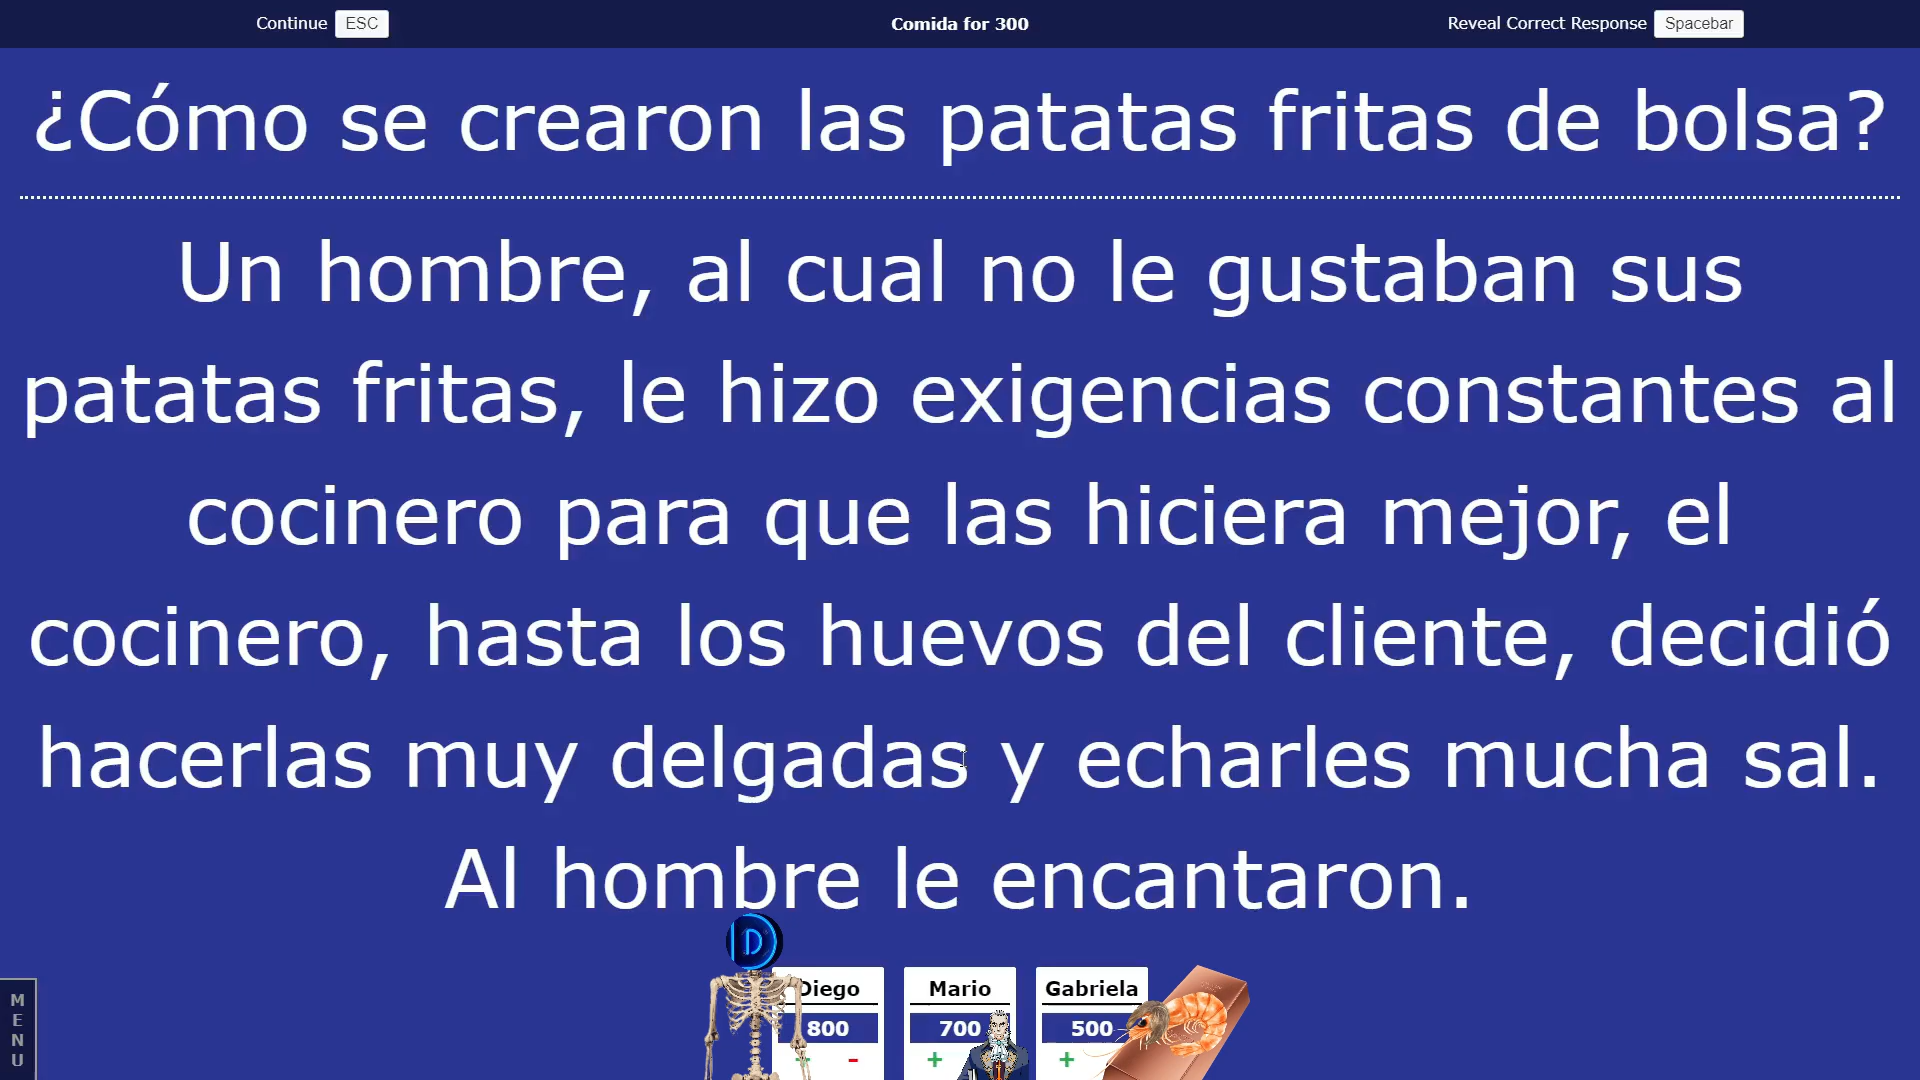 Continue ESC Comida for 300 Reveal Correct Response Spacebar
¿Cómo se crearon las patatas fritas de bolsa?
Un hombre, al cual no le gustaban sus
patatas fritas, le hizo exigencias constantes al
cocinero para que las hiciera mejor, el
cocinero, hasta los huevos del cliente, decidió
hacerlas muy delgadas y echarles mucha sal.
Al hombre le encantaron.
D
MENU
Diego Mario Gabriela
800 700 500
+ - + +